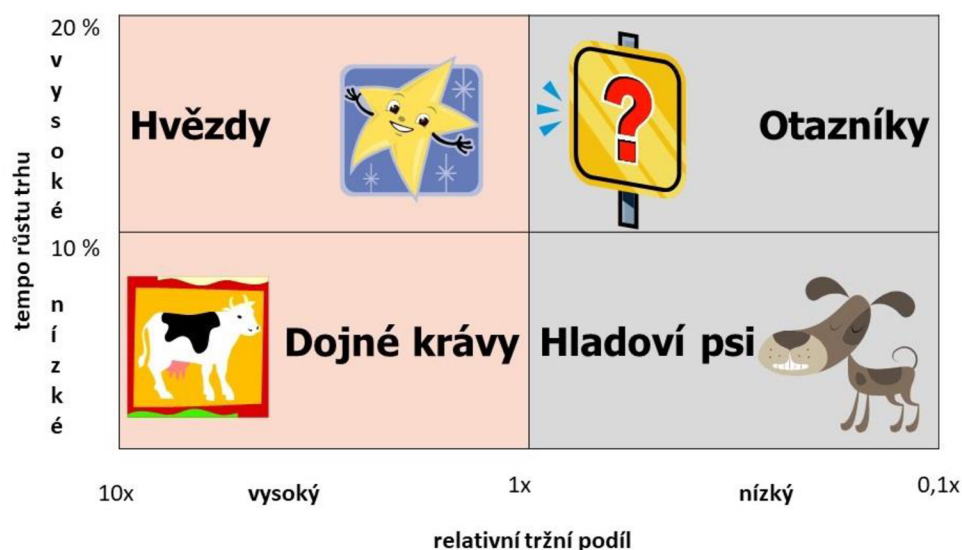 20 %
vysoké
Hvězdy
?
Otazníky
tempo růstu trhu
10 %
nízké
Dojné krávy
Hladoví psi
10x
vysoký
1x
nízký
0,1x
relativní tržní podíl